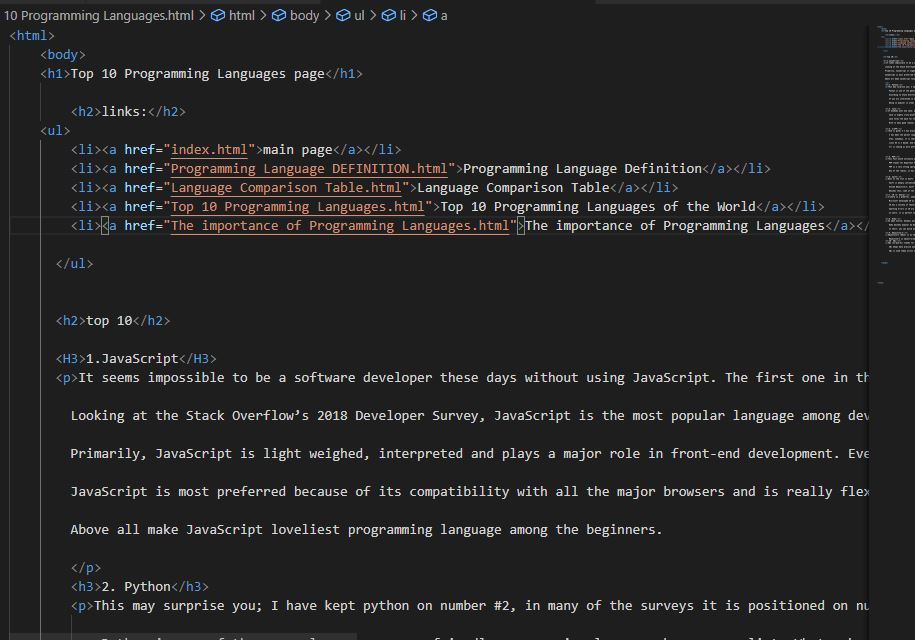 10 Programming Languages.html > html > body > ul > li > a
<html>
<body>
<h1>Top 10 Programming Languages page</h1>
<h2>links:</h2>
<ul>
<li><a href="index.html">main page</a></li>
<li><a href="Programming Language DEFINITION.html">Programming Language Definition</a></li>
<li><a href="Language Comparison Table.html">Language Comparison Table</a></li>
<li><a href="Top 10 Programming Languages.html">Top 10 Programming Languages of the World</a></li>
<li><a href="The importance of Programming Languages.html">The importance of Programming Languages</a></
</ul>
<h2>top 10</h2>
<H3>1.JavaScript</H3>
<p>It seems impossible to be a software developer these days without using JavaScript. The first one in th
Looking at the Stack Overflow’s 2018 Developer Survey, JavaScript is the most popular language among dev
Primarily, JavaScript is light weighed, interpreted and plays a major role in front-end development. Eve
JavaScript is most preferred because of its compatibility with all the major browsers and is really flex
Above all make JavaScript loveliest programming language among the beginners.
</p>
<h3>2. Python</h3>
<p>This may surprise you; I have kept python on number #2, in many of the surveys it is positioned on nu